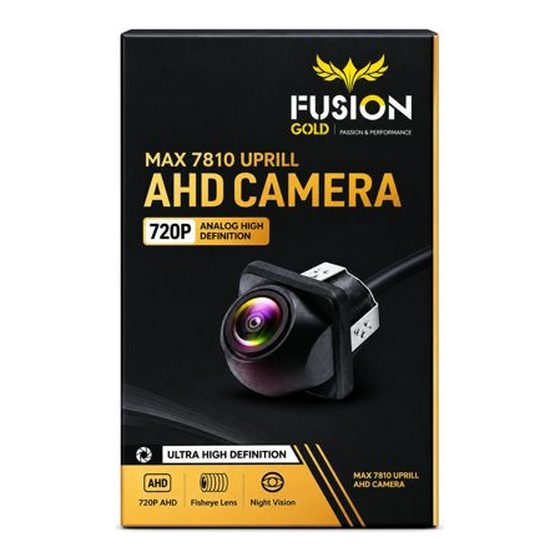 FUSION
GOLD | PASSION & PERFORMANCE
MAX 7810 UPRILL
AHD CAMERA
720P ANALOG HIGH
DEFINITION
ULTRA HIGH DEFINITION
AHD
720P AHD
Fisheye Lens
Night Vision
MAX 7810 UPRILL
AHD CAMERA